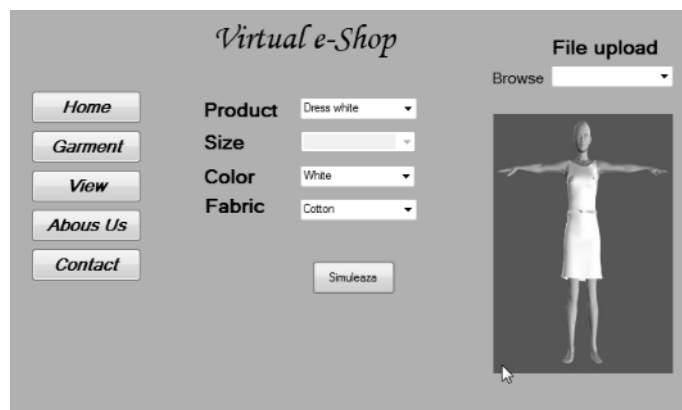 Virtual e-Shop
File upload
Browse
Home
Garment
View
Abous Us
Contact
Product Dress white
Size
Color White
Fabric Cotton
Simuleaza